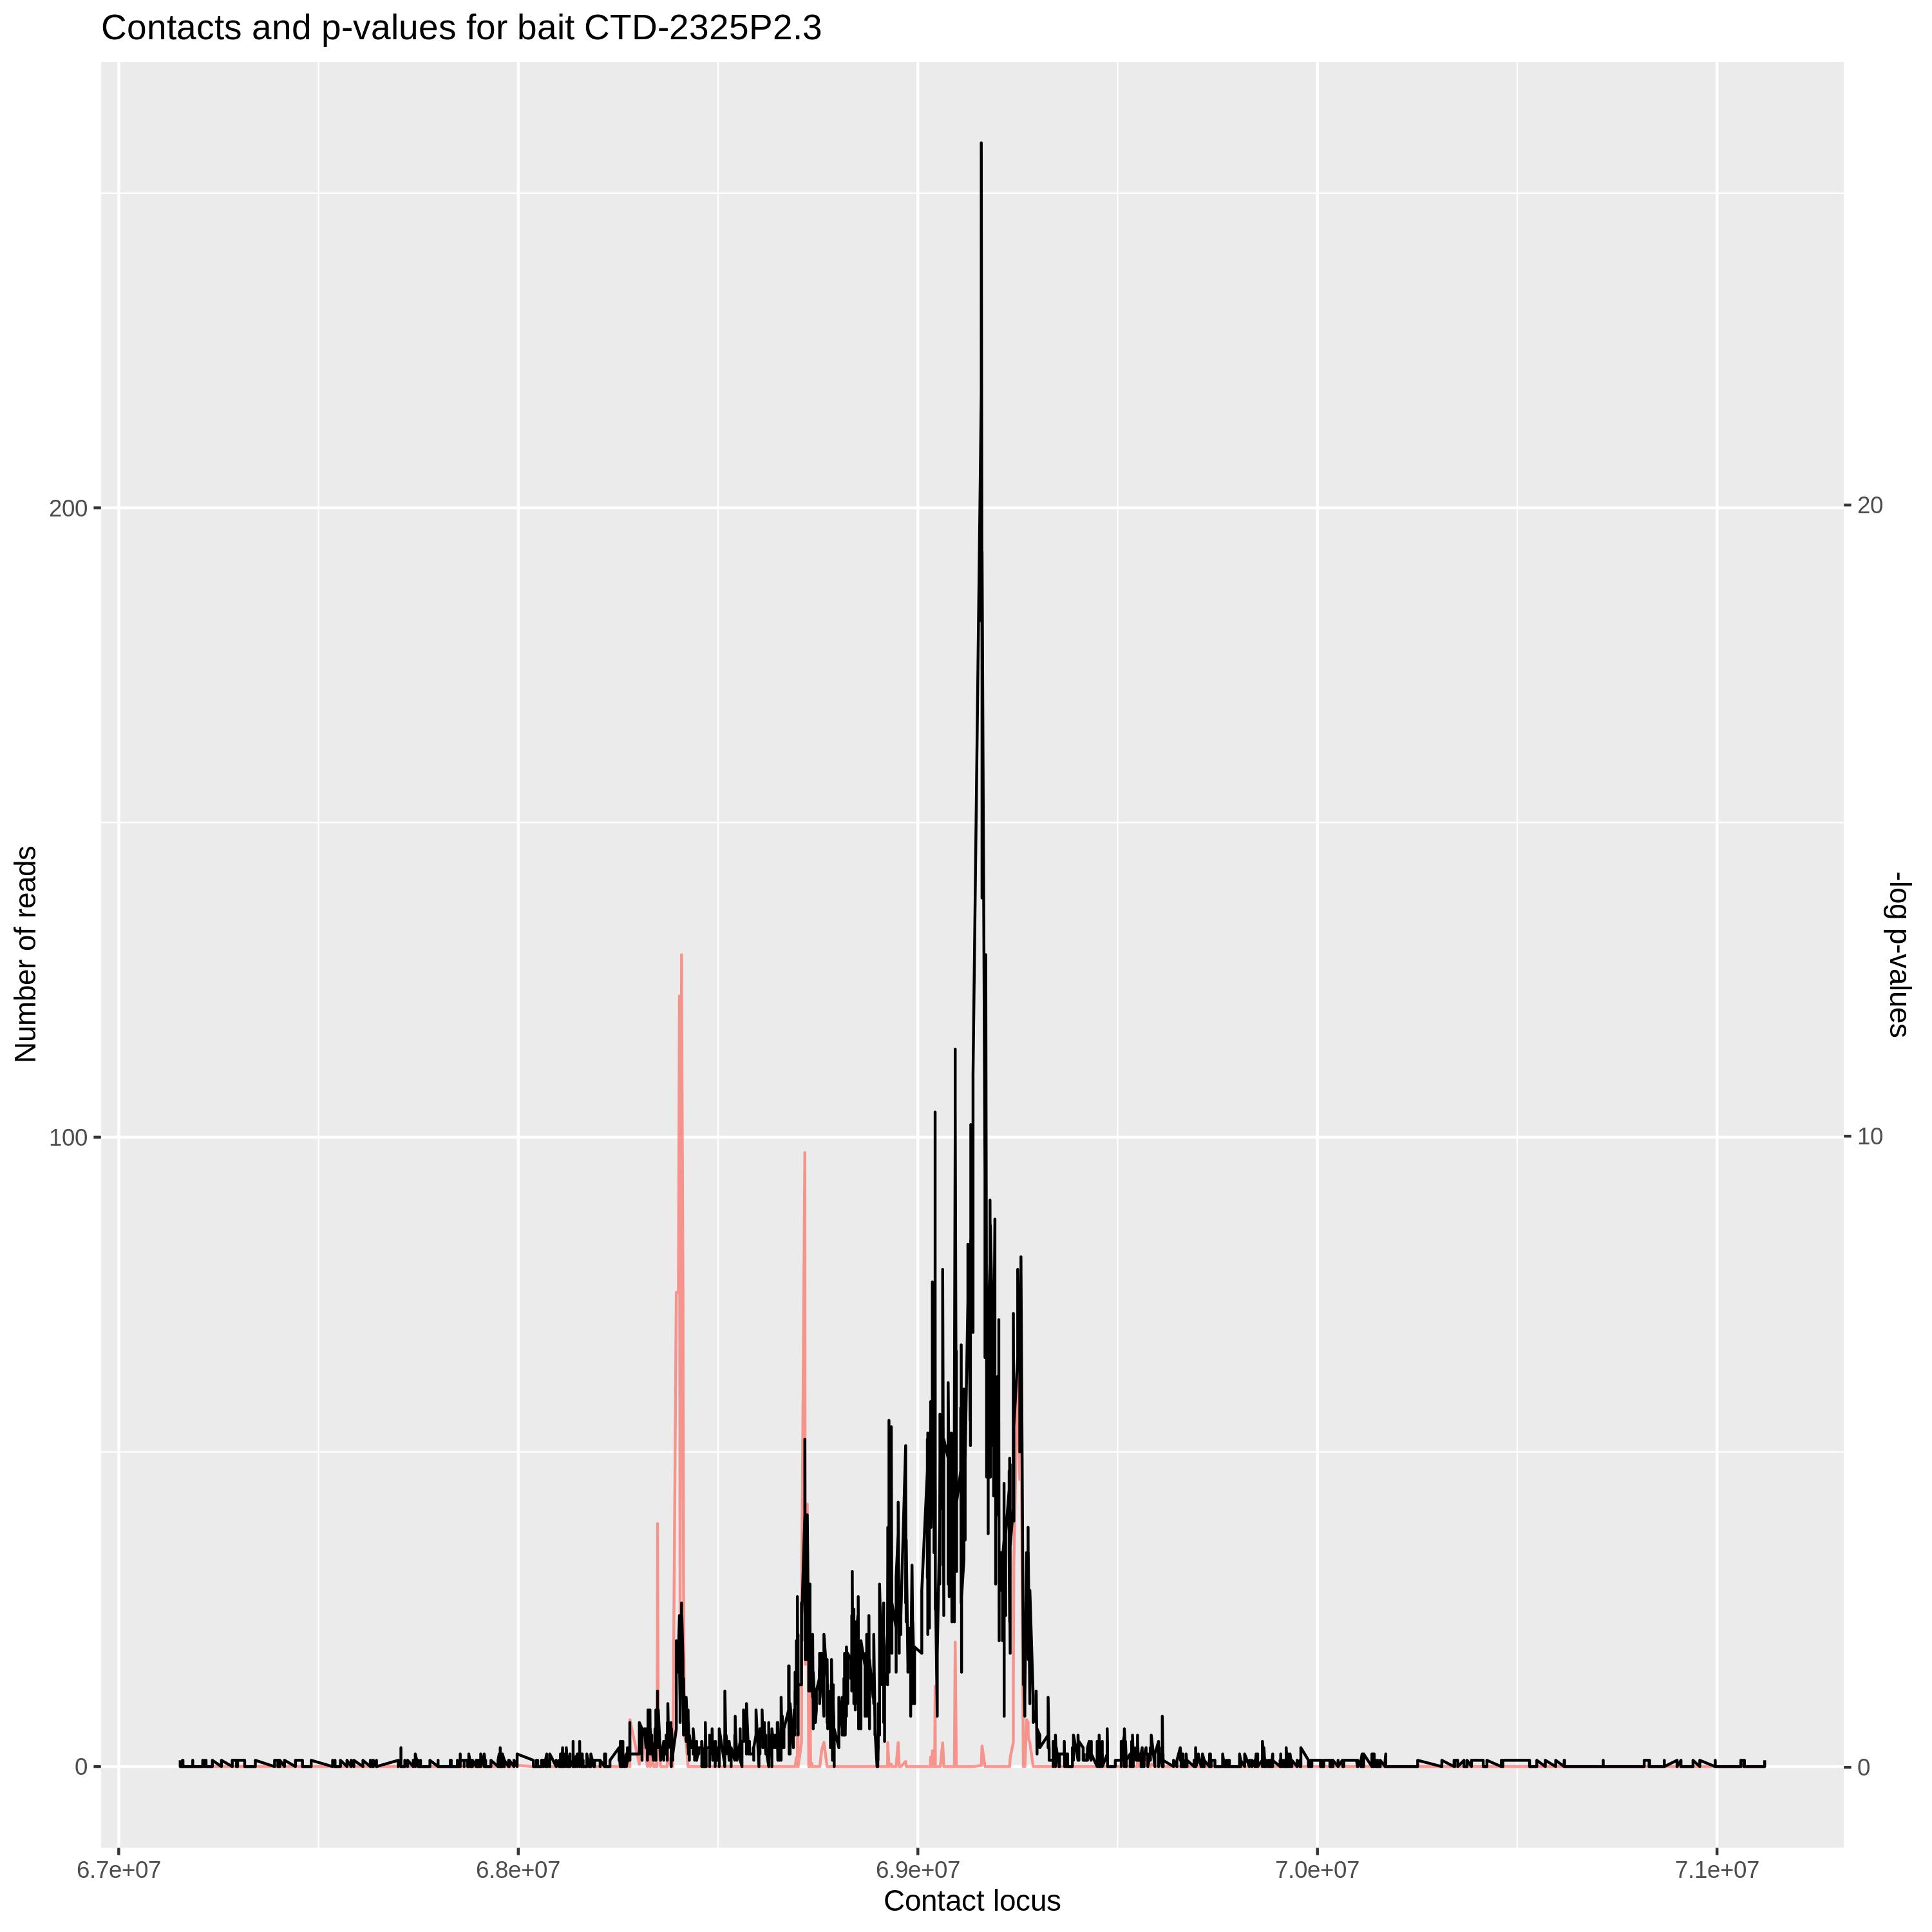 Contacts and p-values for bait CTD-2325P2.3
Number of reads
200
100
0
20
10
0
-log p-values
6.7e+07 6.8e+07 6.9e+07 7.0e+07 7.1e+07
Contact locus